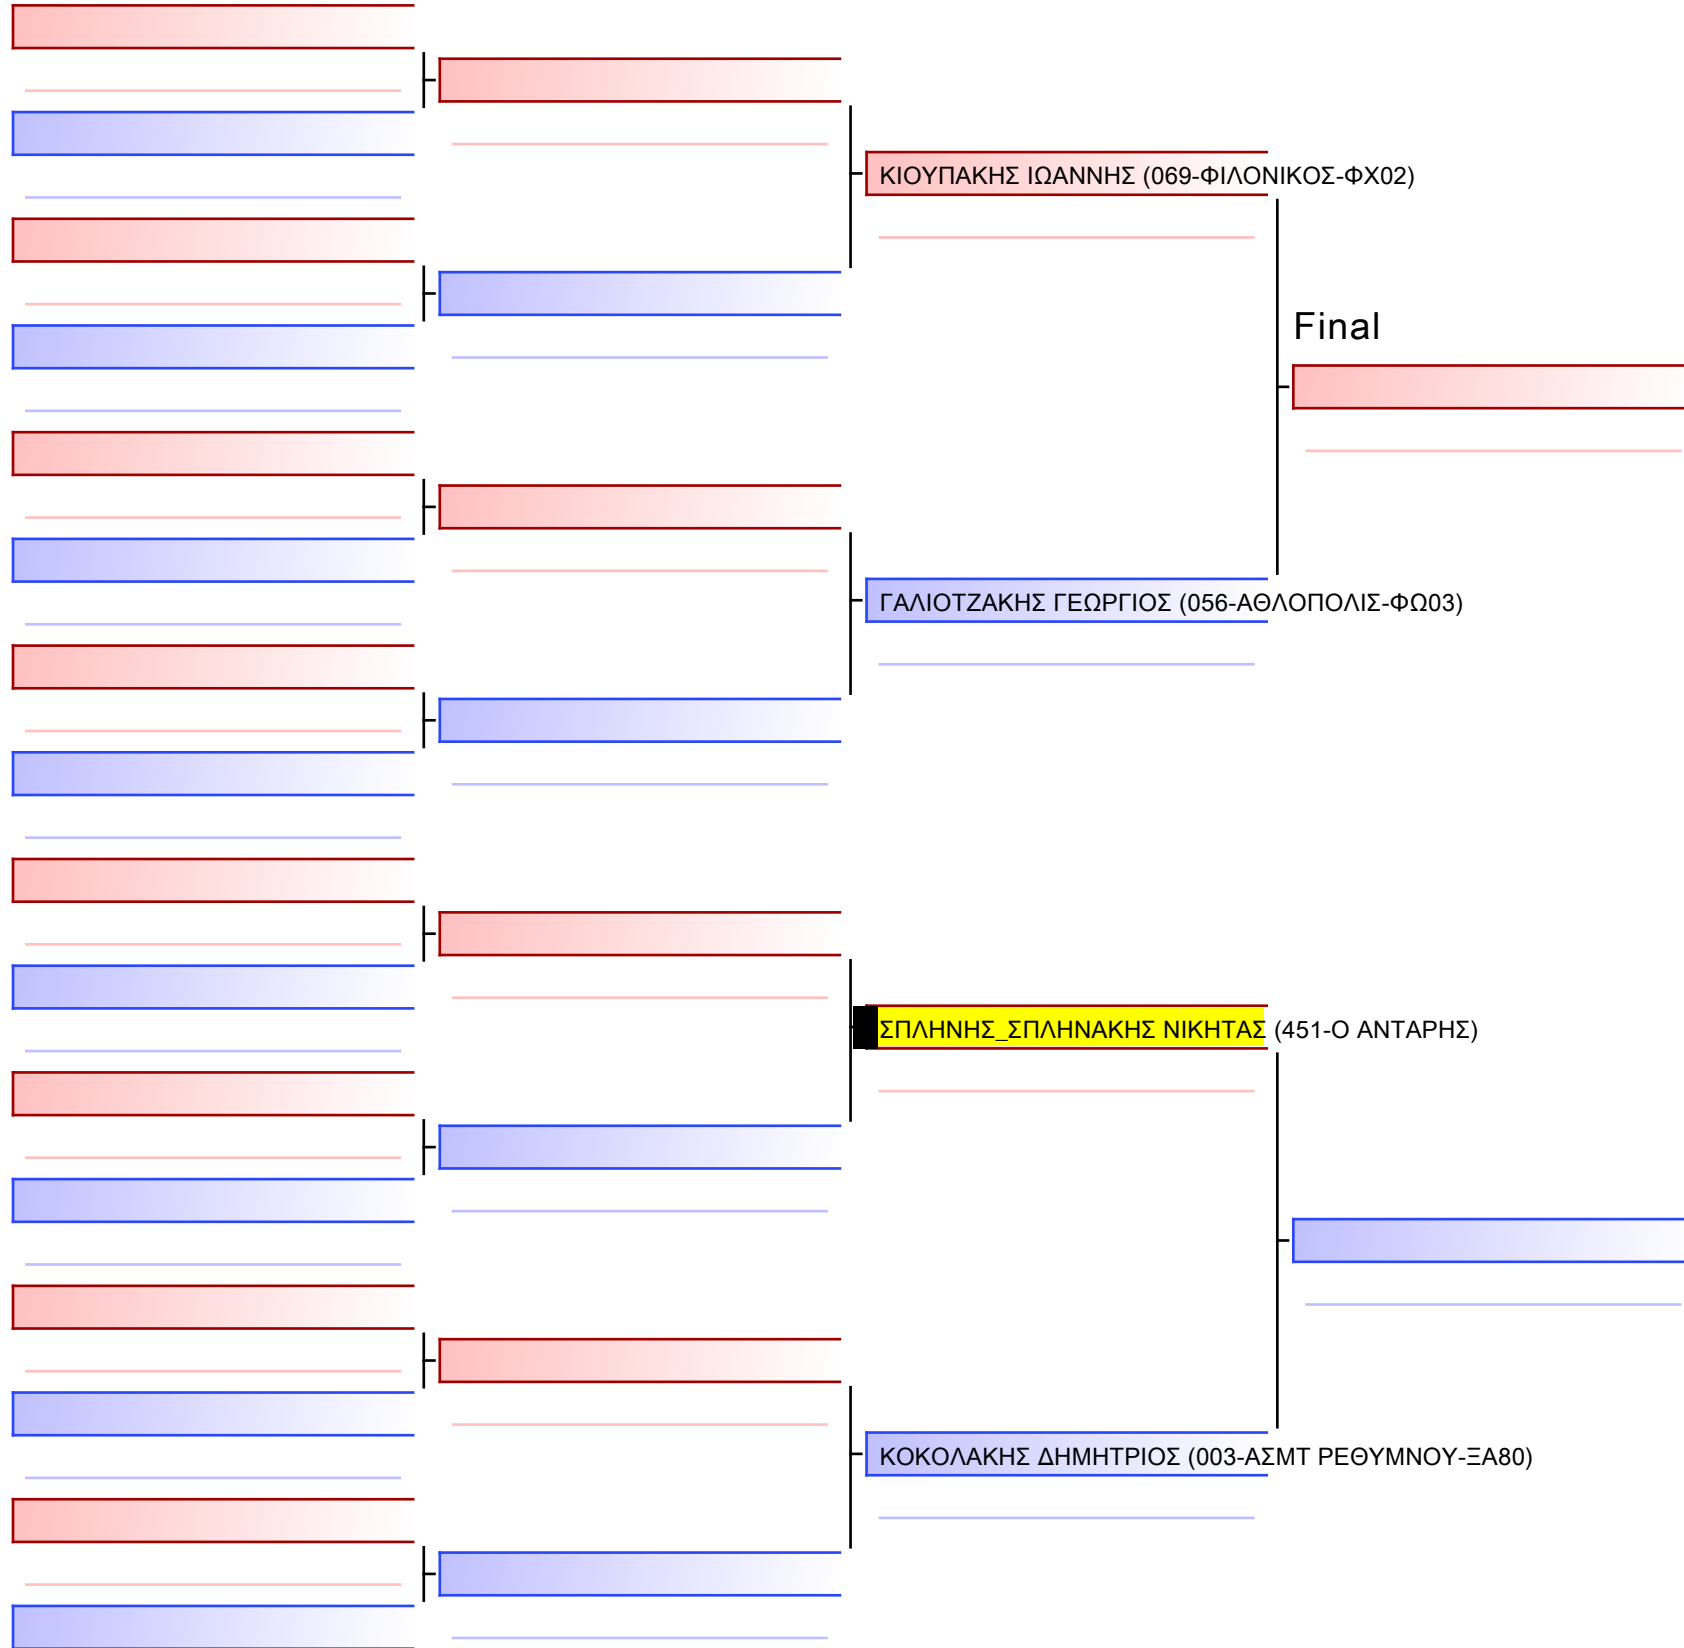 ΚΙΟΥΠΑΚΗΣ ΙΩΑΝΝΗΣ (069-ΦΙΛΟΝΙΚΟΣ-ΦΧ02)
Final
ΓΑΛΙΟΤΖΑΚΗΣ ΓΕΩΡΓΙΟΣ (056-ΑΘΛΟΠΟΛΙΣ-ΦΩ03)
ΣΠΛΗΝΗΣ_ΣΠΛΗΝΑΚΗΣ ΝΙΚΗΤΑΣ (451-Ο ΑΝΤΑΡΗΣ)
ΚΟΚΟΛΑΚΗΣ ΔΗΜΗΤΡΙΟΣ (003-ΑΣΜΤ ΡΕΘΥΜΝΟΥ-ΞΑ80)